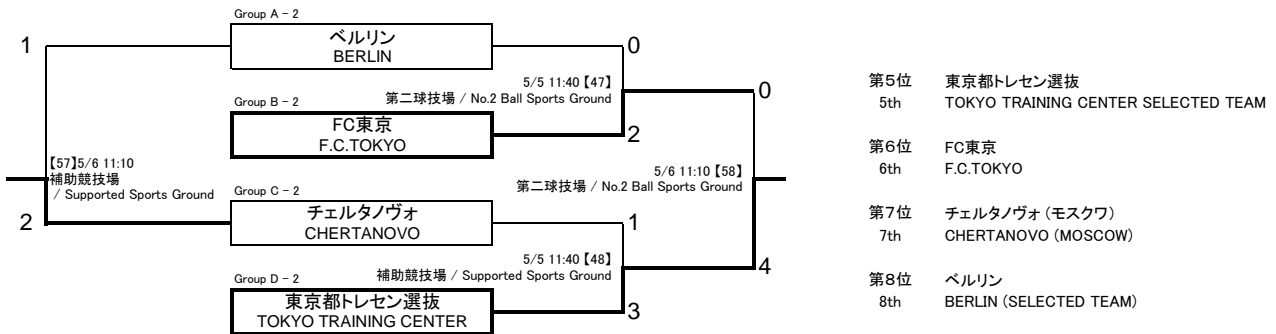 Group A - 2
1
ベルリン
BERLIN
0
5/5 11:40 【47】
第二球技場 / No.2 Ball Sports Ground
0
Group B - 2
FC東京
F.C.TOKYO
2
【57】5/6 11:10
補助競技場
/ Supported Sports Ground
5/6 11:10 【58】
第二球技場 / No.2 Ball Sports Ground
Group C - 2
2
チェルタノヴォ
CHERTANOVO
1
5/5 11:40 【48】
補助競技場 / Supported Sports Ground
4
Group D - 2
東京都トレセン選抜
TOKYO TRAINING CENTER
3
第5位 東京都トレセン選抜
5th TOKYO TRAINING CENTER SELECTED TEAM
第6位 FC東京
6th F.C.TOKYO
第7位 チェルタノヴォ (モスクワ)
7th CHERTANOVO (MOSCOW)
第8位 ベルリン
8th BERLIN (SELECTED TEAM)